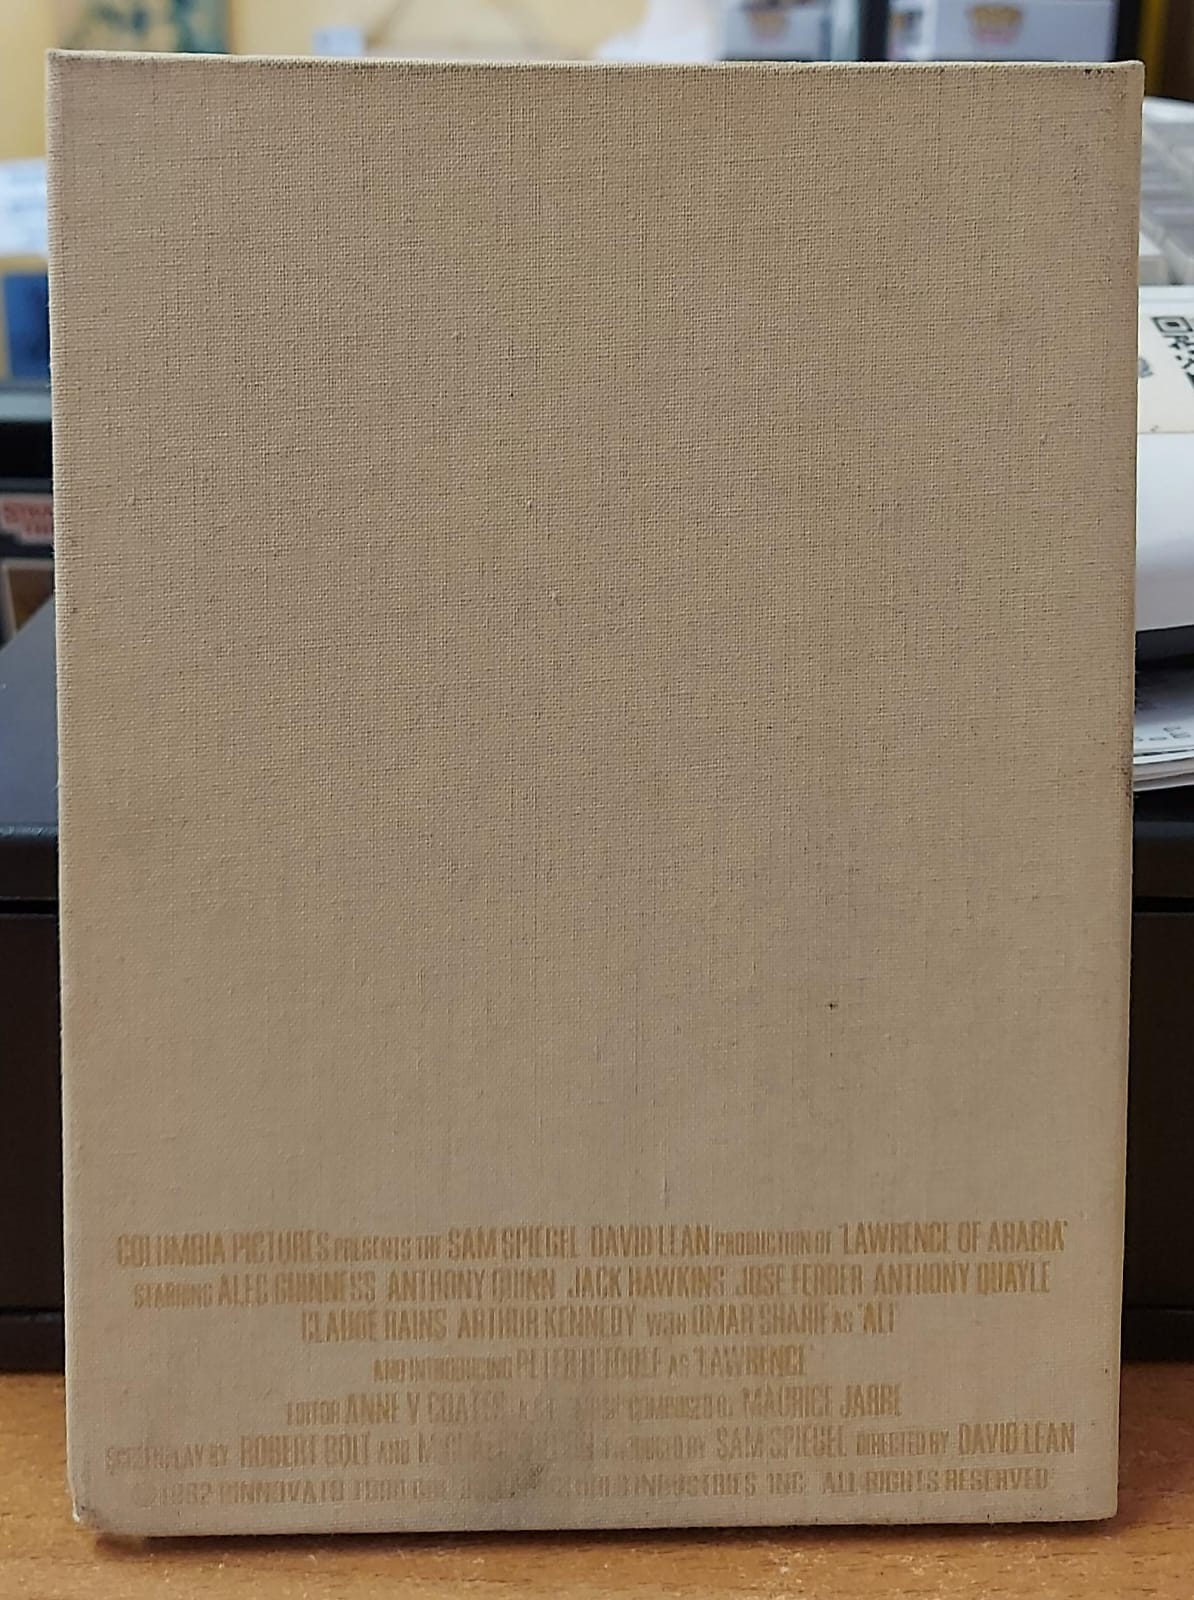 COLUMBIA PICTURES PRESENTS THE SAM SPIEGEL DAVID LEAN PRODUCTION OF 'LAWRENCE OF ARABIA'
STARRING ALEC GUINNESS ANTHONY QUINN JACK HAWKINS JOSE FERRER ANTHONY QUAYLE
CLAUDE RAINS ARTHUR KENNEDY WITH OMAR SHARIF AS 'ALI'
AND INTRODUCING PETER O'TOOLE AS 'LAWRENCE'
EDITOR ANNE V COATES COMPOSED BY MAURICE JARRE
SCREENPLAY BY ROBERT BOLT AND PRODUCED BY SAM SPIEGEL DIRECTED BY DAVID LEAN
INDUSTRIES INC. ALL RIGHTS RESERVED